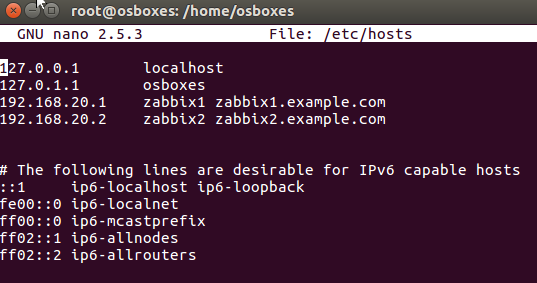 root@osboxes: /home/osboxes
GNU nano 2.5.3 File: /etc/hosts
127.0.0.1 localhost
127.0.1.1 osboxes
192.168.20.1 zabbix1 zabbix1.example.com
192.168.20.2 zabbix2 zabbix2.example.com
# The following lines are desirable for IPv6 capable hosts
::1 ip6-localhost ip6-loopback
fe00::0 ip6-localnet
ff00::0 ip6-mcastprefix
ff02::1 ip6-allnodes
ff02::2 ip6-allrouters